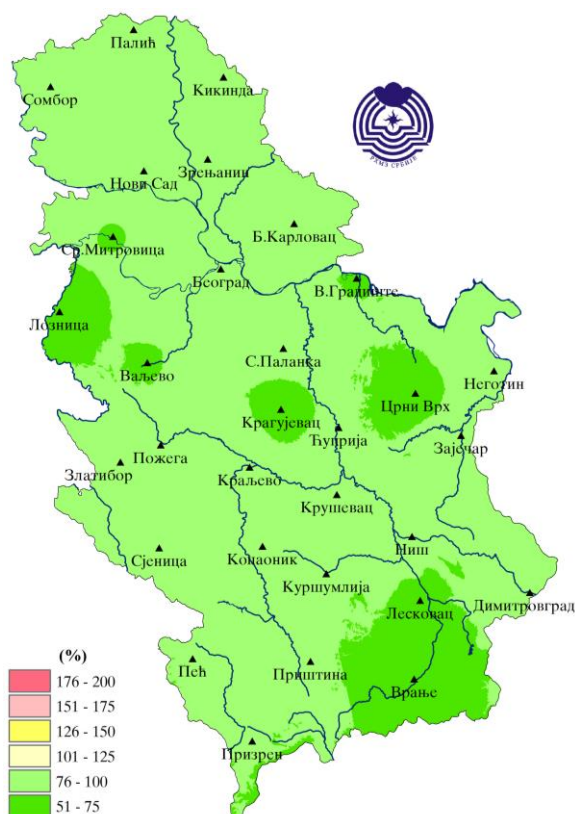 Палић
Кикинда
Сомбор
Зрењанин
Нови Сад
РХМЗ СРБИЈЕ
Б.Карловац
Ср.Митровица
Београд
В.Градиште
Лозница
С.Паланка
Ваљево
Неготин
Црни Врх
Крагујевац
Ћуприја
Зајечар
Пожега
Златибор
Краљево
Крушевац
Ниш
Сјеница
Копаоник
Куршумлија
Димитровград
Лесковац
(%)
Пећ
Приштина
176 - 200
Врање
151 - 175
126 - 150
101 - 125
Призрен
76 - 100
51 - 75